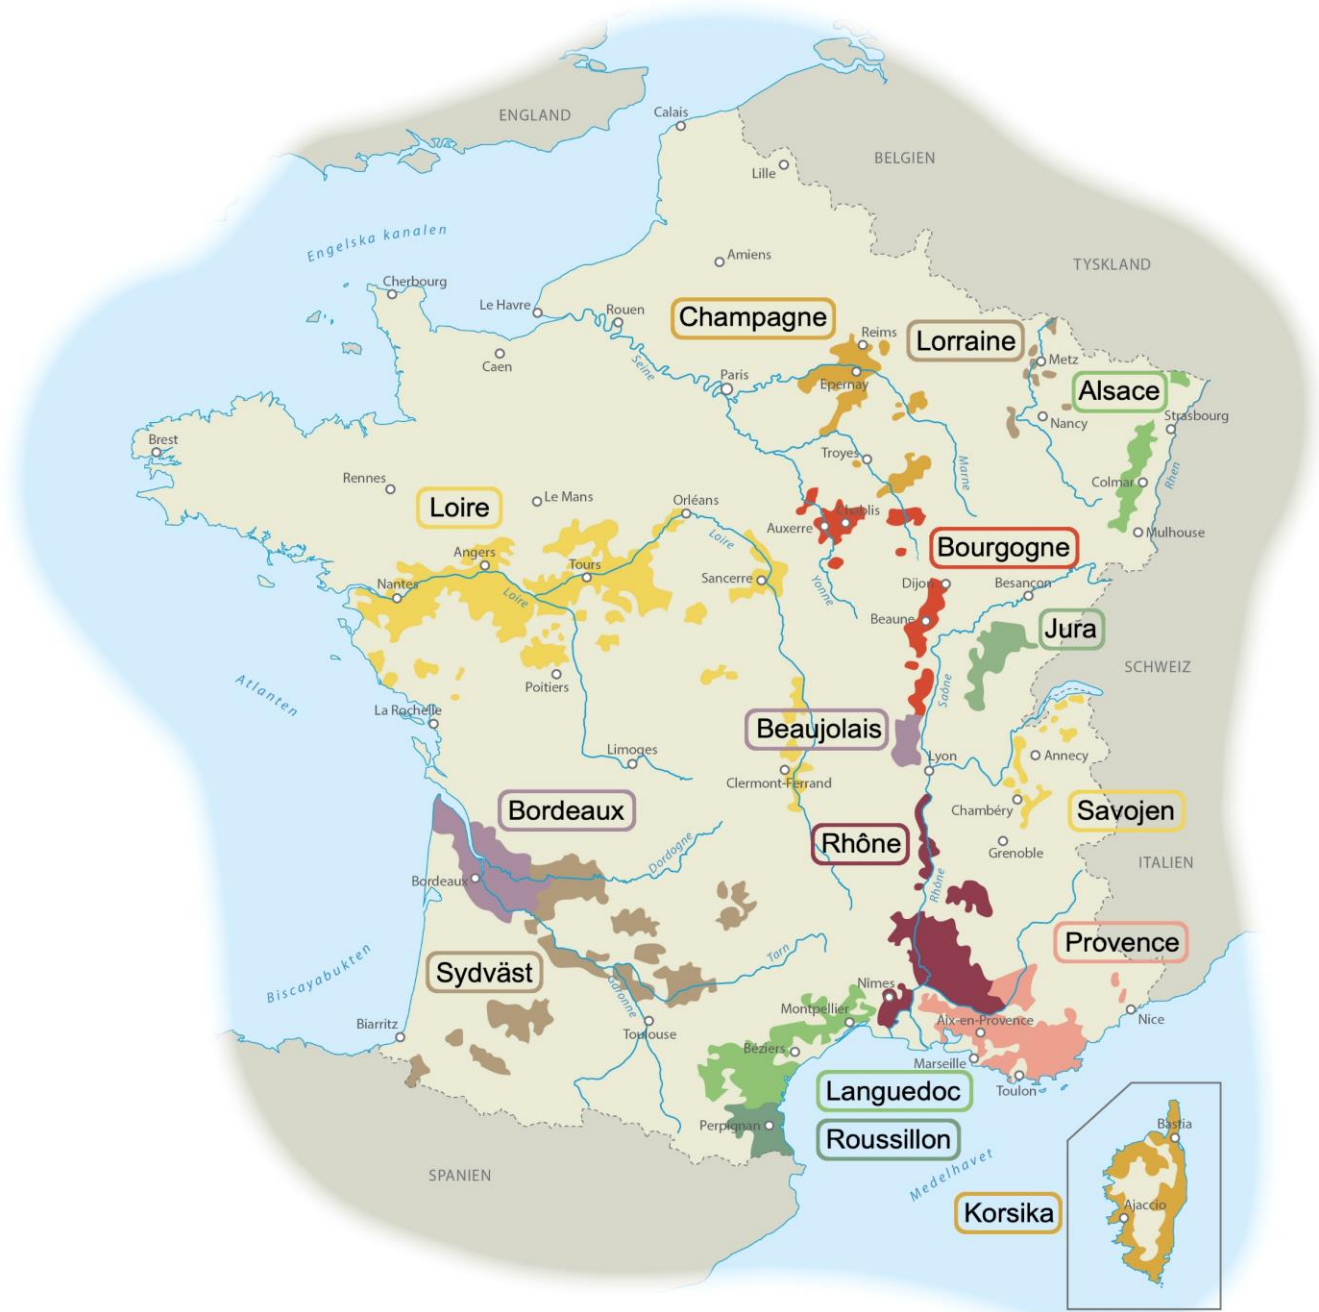 ENGLAND
Calais
BELGIEN
Lille
Engelska kanalen
Amiens
TYSKLAND
Cherbourg
Le Havre
Rouen
Champagne
Reims
Lorraine
Caen
Seine
Metz
Paris
Epernay
Alsace
Strasbourg
Nancy
Brest
Troyes
Marne
Rhen
Rennes
Le Mans
Colmar
Loire
Orléans
Chablis
Auxerre
Mulhouse
Angers
Loire
Bourgogne
Nantes
Tours
Sancerre
Yonne
Dijon
Besançon
Loire
Beaune
Jura
SCHWEIZ
Atlanten
Poitiers
Saône
La Rochelle
Beaujolais
Limoges
Lyon
Annecy
Clermont-Ferrand
Bordeaux
Chambéry
Savojen
Rhône
Dordogne
Grenoble
ITALIEN
Bordeaux
Rhône
Provence
Biscayabukten
Sydväst
Tarn
Garonne
Nîmes
Montpellier
Nice
Biarritz
Toulouse
Aix-en-Provence
Béziers
Marseille
Languedoc
Toulon
Perpignan
Roussillon
Bastia
SPANIEN
Medelhavet
Korsika
Ajaccio